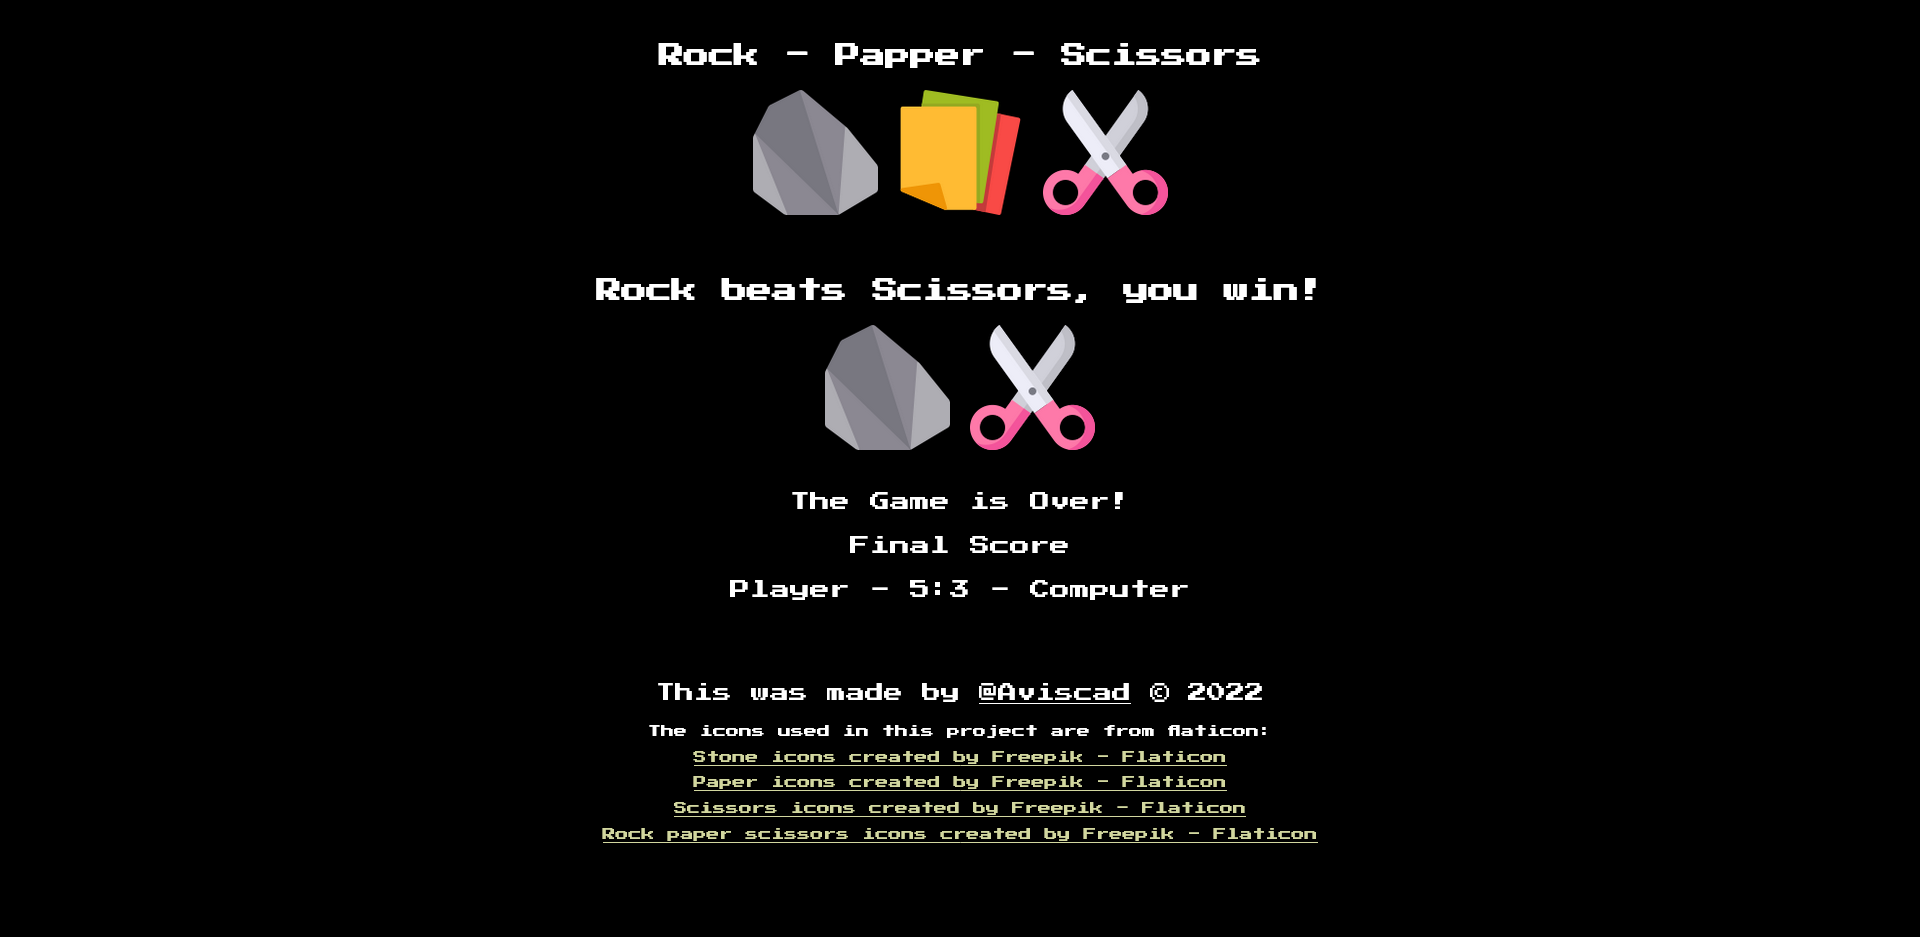 Rock - Papper - Scissors
Rock beats Scissors, you win!
The Game is Over!
Final Score
Player - 5:3 - Computer
This was made by @Aviscad © 2022
The icons used in this project are from flaticon:
Stone icons created by Freepik - Flaticon
Paper icons created by Freepik - Flaticon
Scissors icons created by Freepik - Flaticon
Rock paper scissors icons created by Freepik - Flaticon